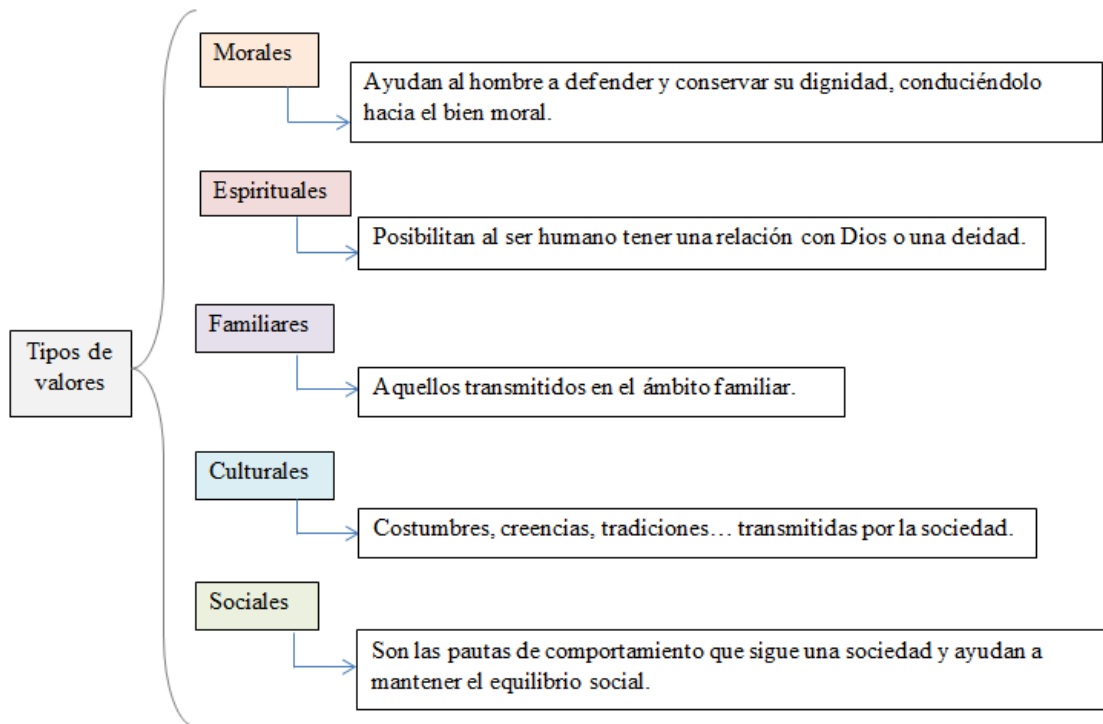 Tipos de
valores
Morales
Ayudan al hombre a defender y conservar su dignidad, conduciéndolo
hacia el bien moral.
Espirituales
Posibilitan al ser humano tener una relación con Dios o una deidad.
Familiares
Aquellos transmitidos en el ámbito familiar.
Culturales
Costumbres, creencias, tradiciones… transmitidas por la sociedad.
Sociales
Son las pautas de comportamiento que sigue una sociedad y ayudan a
mantener el equilibrio social.